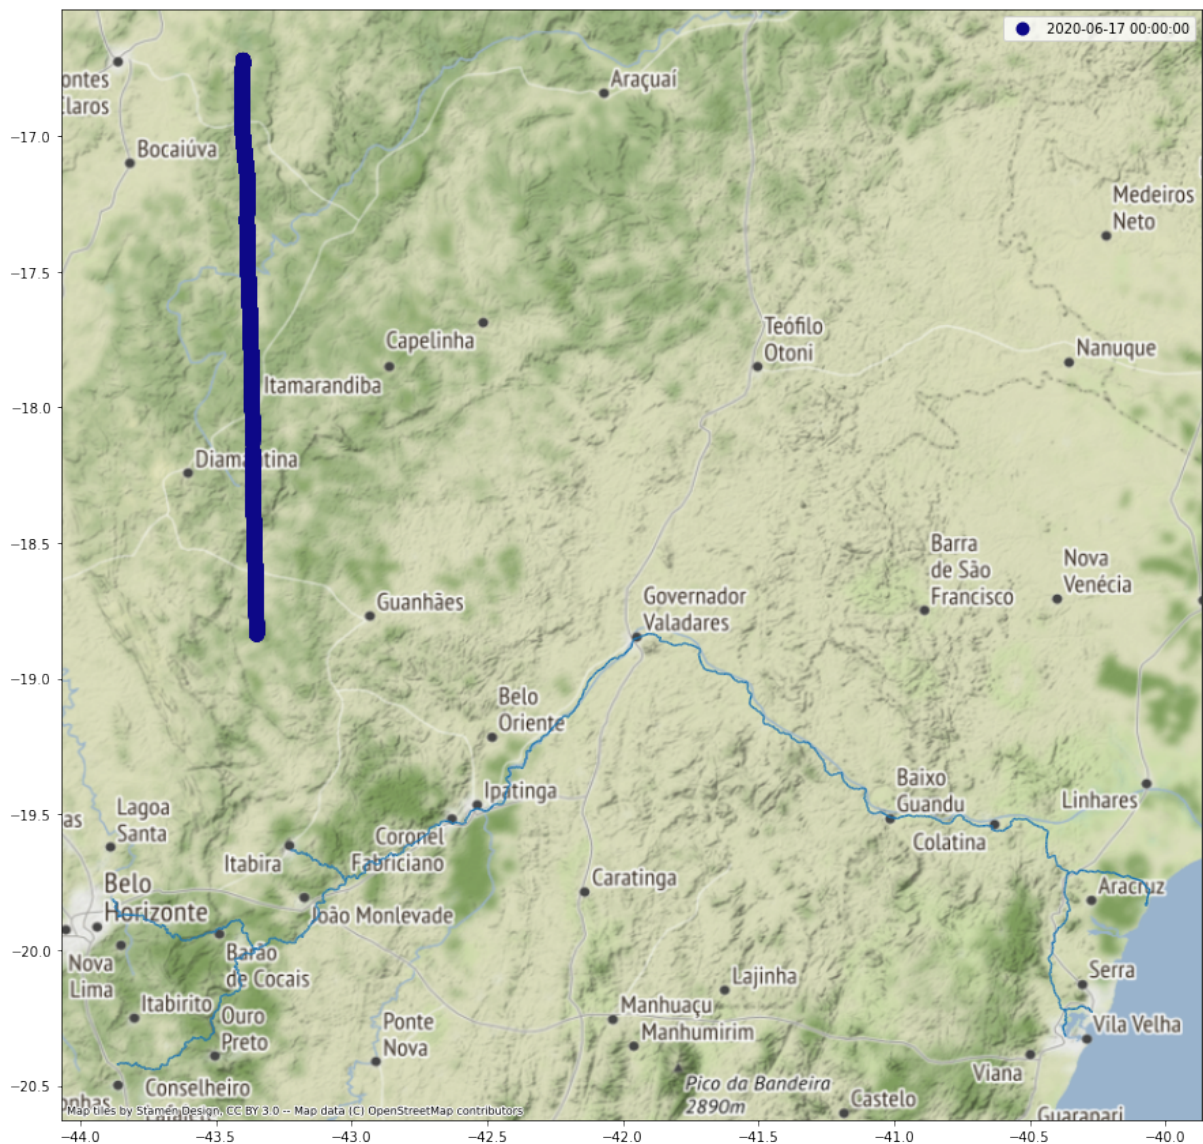 2020-06-17 00:00:00
ontes
Claros
Araçuaí
Bocaiúva
Medeiros
Neto
Teófilo
Otoni
Capelinha
Nanuque
Itamarandiba
Diamantina
Barra
de São
Francisco
Nova
Venécia
Guanhães
Governador
Valadares
Belo
Oriente
Ipatinga
Baixo
Guandu
Linhares
Lagoa
Santa
as
Coronel
Fabriciano
Colatina
Itabira
Caratinga
Aracruz
Belo
Horizonte
João Monlevade
Barão
de Cocais
Nova
Lima
Serra
Lajinha
Itabirito
Ouro
Preto
Manhuaçu
Manhumirim
Ponte
Nova
Vila Velha
Viana
Conselheiro
Pico da Bandeira
2890m
Castelo
Guarapari
Map tiles by Stamen Design, CC BY 3.0 -- Map data (C) OpenStreetMap contributors
−17.0
−17.5
−18.0
−18.5
−19.0
−19.5
−20.0
−20.5
−44.0
−43.5
−43.0
−42.5
−42.0
−41.5
−41.0
−40.5
−40.0